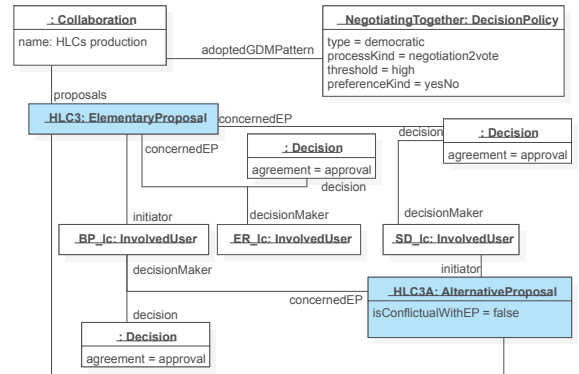 : Collaboration
name: HLCs production
NegotiatingTogether: DecisionPolicy
type = democratic
processKind = negotiation2vote
threshold = high
preferenceKind = yesNo
adoptedGDMPattern
proposals
HLC3: ElementaryProposal
concernedEP
concernedEP
: Decision
agreement = approval
decision
decision
: Decision
agreement = approval
initiator
decisionMaker
decisionMaker
BP_lc: InvolvedUser
ER_lc: InvolvedUser
SD_lc: InvolvedUser
decisionMaker
initiator
concernedEP
HLC3A: AlternativeProposal
isConflictualWithEP = false
decision
: Decision
agreement = approval